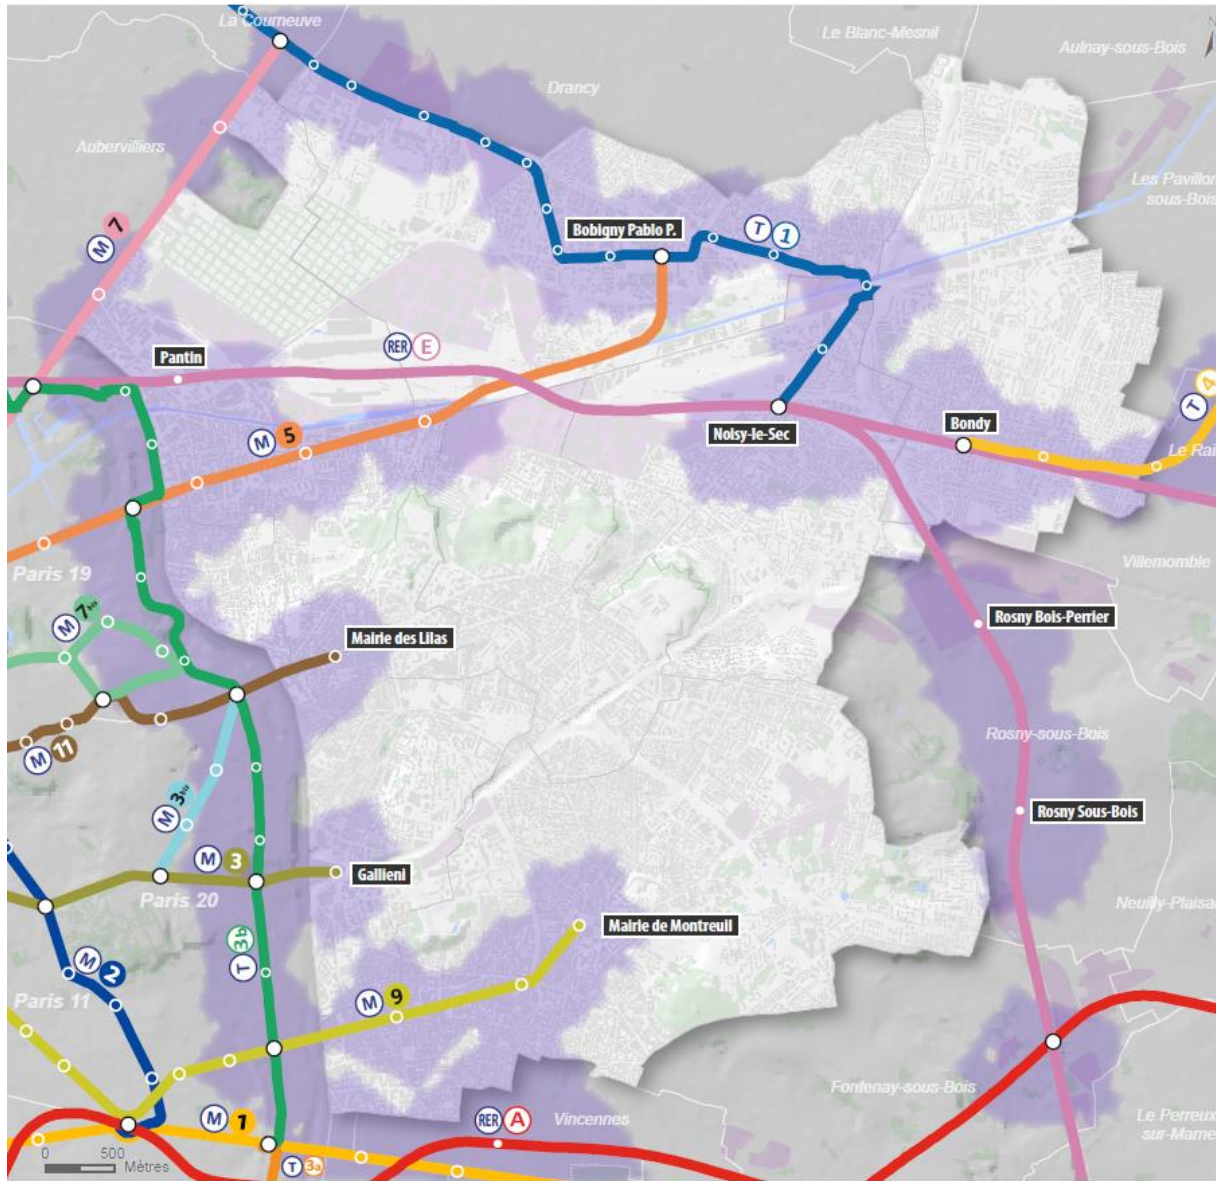 La Courneuve
Le Blanc-Mesnil
Aulnay-sous-Bois
Drancy
Aubervilliers
Les Pavillon
sous-Bois
M 7
Bobigny Pablo P.
T 1
Pantin
RER E
T 4
M 5
Noisy-le-Sec
Bondy
Le Rai
Paris 19
Villemomble
M 7bis
Mairie des Lilas
Rosny Bois-Perrier
M 11
Rosny-sous-Bois
M 3bis
Rosny Sous-Bois
M 3
Gallieni
Paris 20
Neuilly-Plaisan
Mairie de Montreuil
T 3b
M 2
Paris 11
M 9
Fontenay-sous-Bois
M 1
RER A
Vincennes
Le Perreux
sur-Marne
0 500
Mètres
T 3a